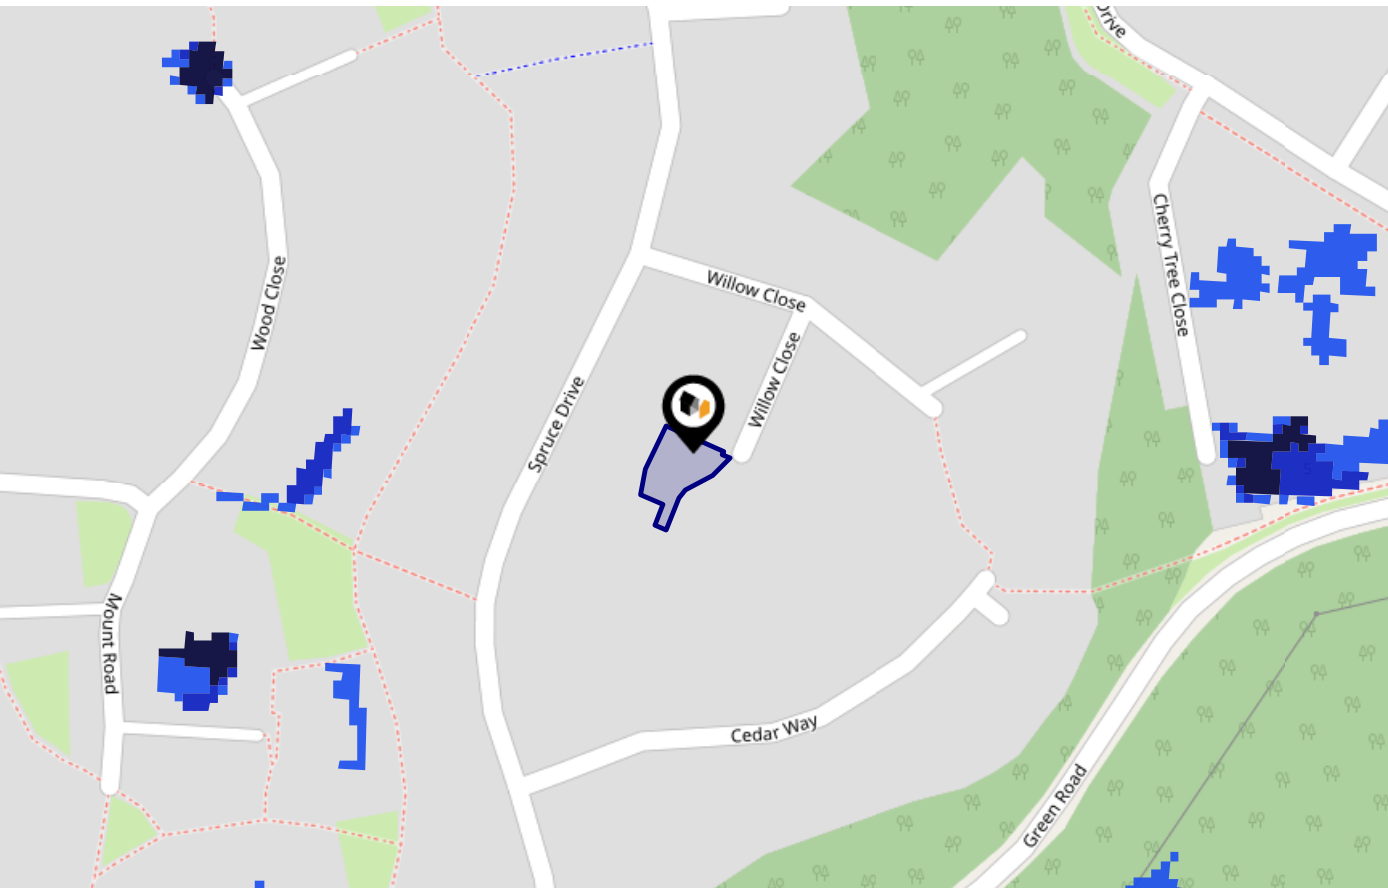 Drive
Cherry Tree Close
Wood Close
Willow Close
Willow Close
Spruce Drive
Mount Road
Cedar Way
Green Road